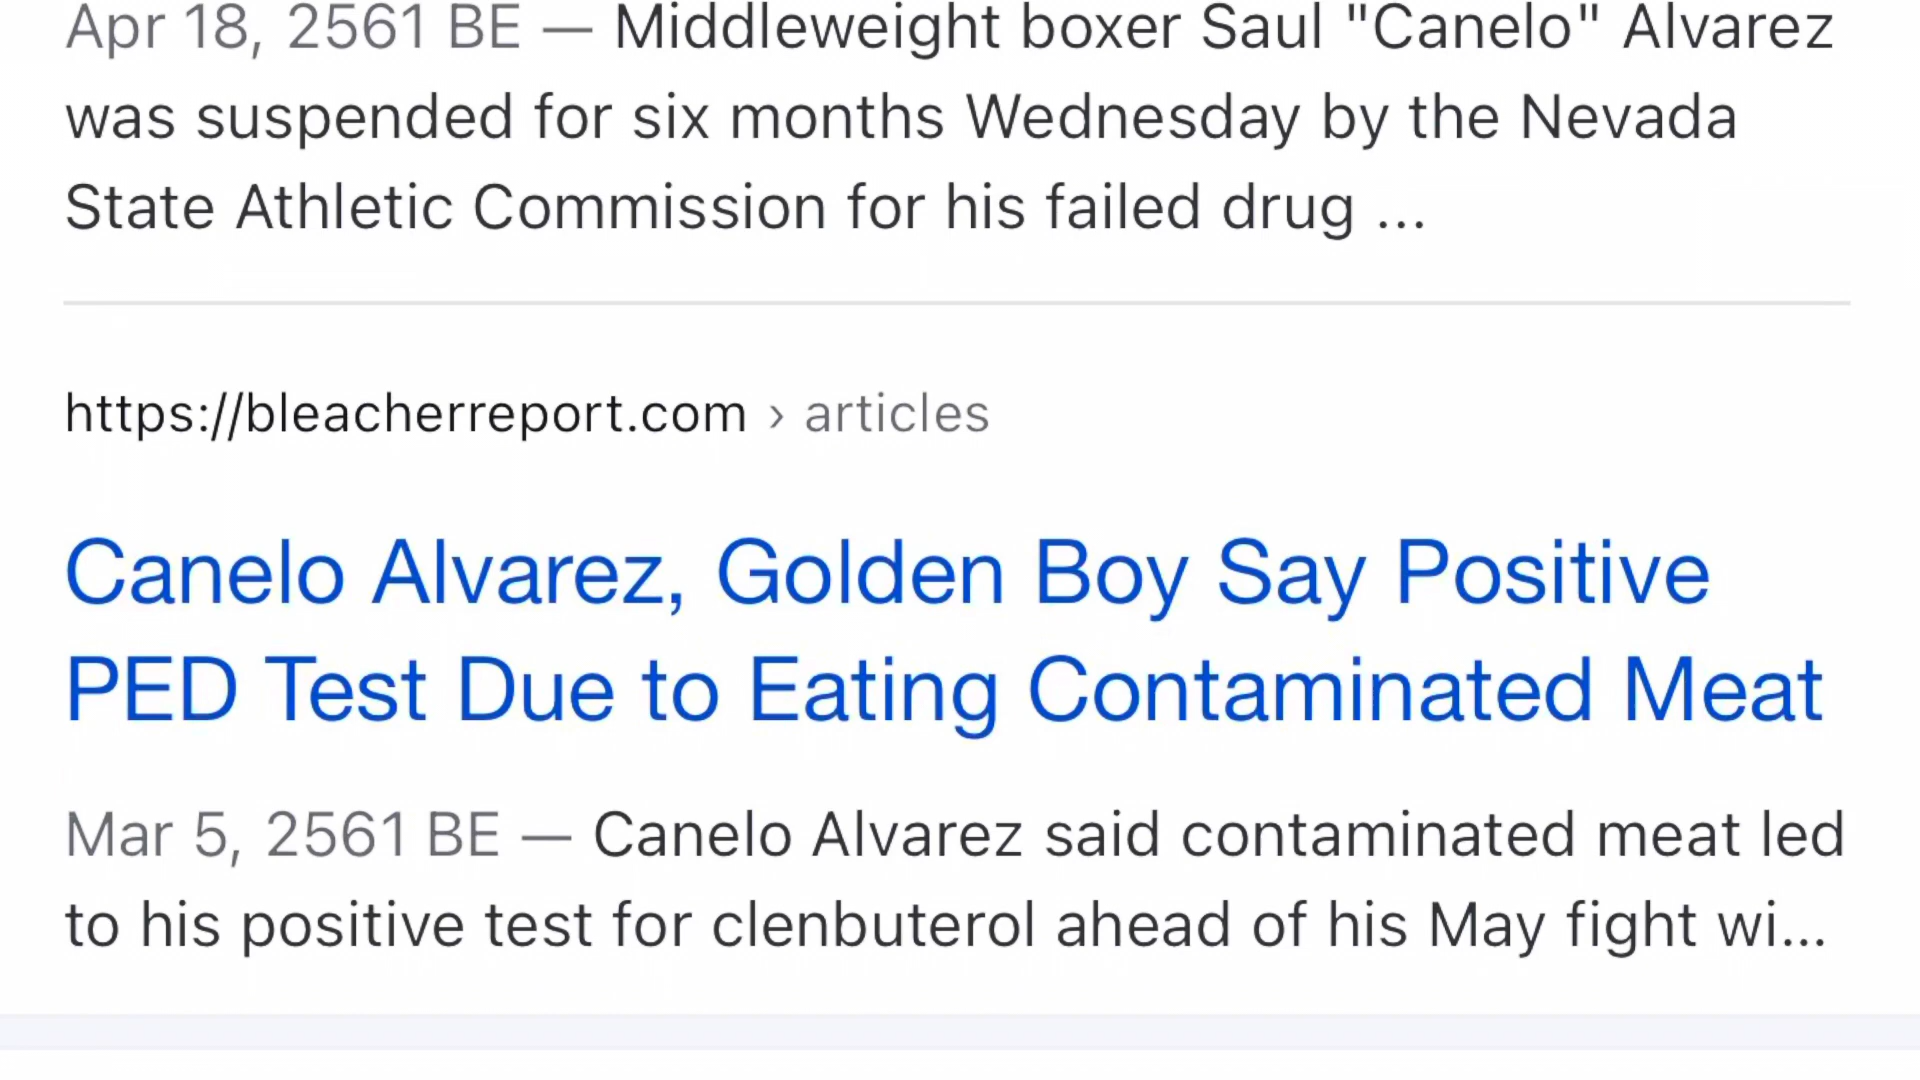 Apr 18, 2561 BE — Middleweight boxer Saul "Canelo" Alvarez
was suspended for six months Wednesday by the Nevada
State Athletic Commission for his failed drug ...
https://bleacherreport.com › articles
Canelo Alvarez, Golden Boy Say Positive
PED Test Due to Eating Contaminated Meat
Mar 5, 2561 BE — Canelo Alvarez said contaminated meat led
to his positive test for clenbuterol ahead of his May fight wi...